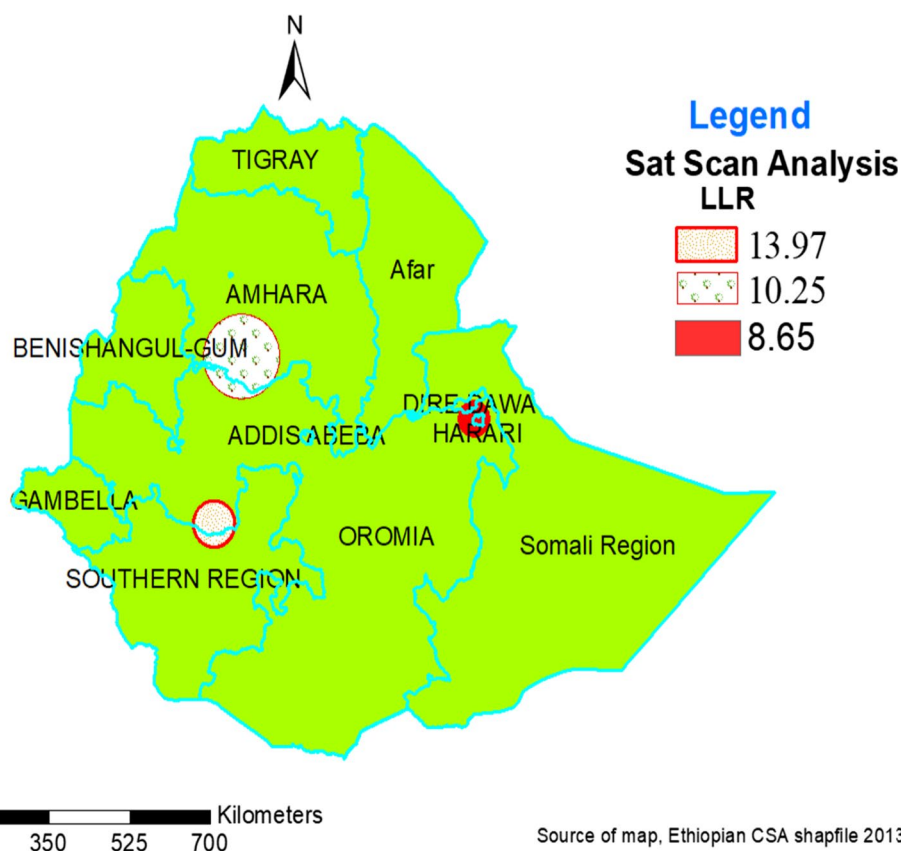 N
Legend
Sat Scan Analysis
LLR
13.97
10.25
8.65
TIGRAY
Afar
AMHARA
BENISHANGUL-GUM
DIRE DAWA
HARARI
ADDIS ABEBA
GAMBELLA
OROMIA
Somali Region
SOUTHERN REGION
Kilometers
350 525 700
Source of map, Ethiopian CSA shapfile 2013